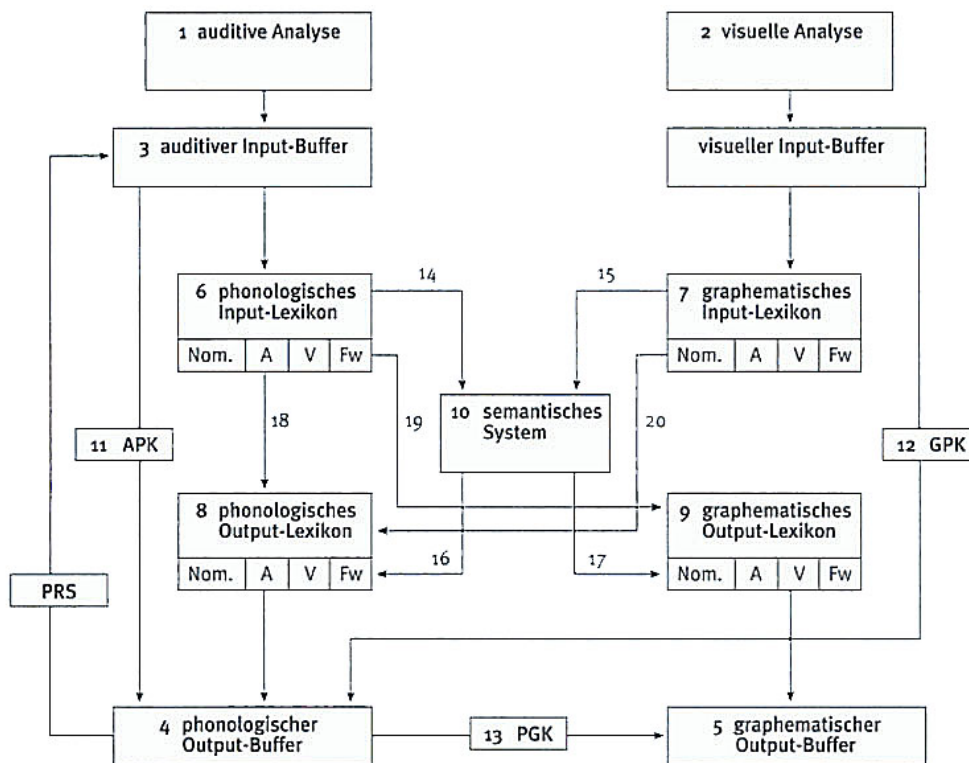 1 auditive Analyse
2 visuelle Analyse
3 auditiver Input-Buffer
visueller Input-Buffer
14
15
6 phonologisches
Input-Lexikon
Nom. A V Fw
7 graphematisches
Input-Lexikon
Nom. A V Fw
10 semantisches
System
18
19
20
11 APK
12 GPK
8 phonologisches
Output-Lexikon
Nom. A V Fw
9 graphematisches
Output-Lexikon
Nom. A V Fw
16
17
PRS
4 phonologischer
Output-Buffer
13 PGK
5 graphematischer
Output-Buffer